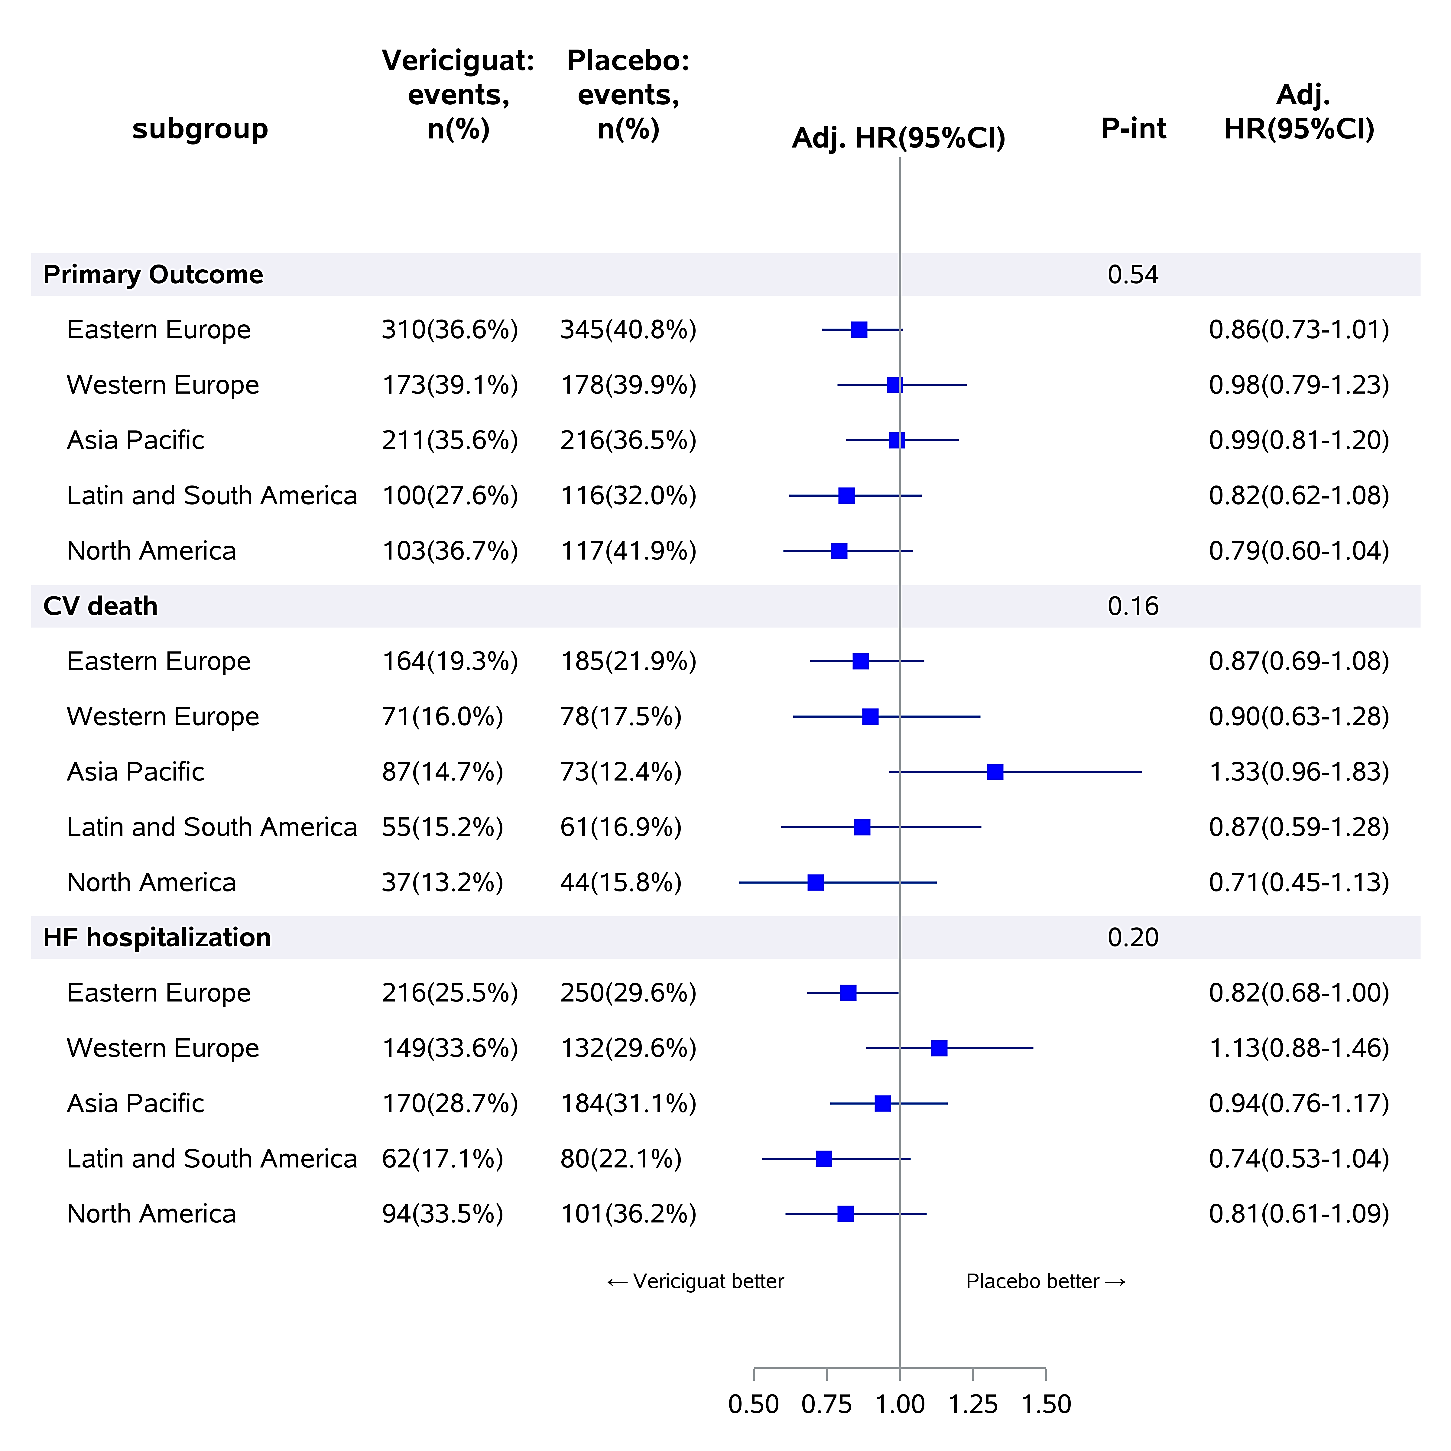 subgroup Vericiguat: events, n(%) Placebo: events, n(%) Adj. HR(95%CI) P-int Adj. HR(95%CI)
Primary Outcome 0.54
Eastern Europe 310(36.6%) 345(40.8%) 0.86(0.73-1.01)
Western Europe 173(39.1%) 178(39.9%) 0.98(0.79-1.23)
Asia Pacific 211(35.6%) 216(36.5%) 0.99(0.81-1.20)
Latin and South America 100(27.6%) 116(32.0%) 0.82(0.62-1.08)
North America 103(36.7%) 117(41.9%) 0.79(0.60-1.04)
CV death 0.16
Eastern Europe 164(19.3%) 185(21.9%) 0.87(0.69-1.08)
Western Europe 71(16.0%) 78(17.5%) 0.90(0.63-1.28)
Asia Pacific 87(14.7%) 73(12.4%) 1.33(0.96-1.83)
Latin and South America 55(15.2%) 61(16.9%) 0.87(0.59-1.28)
North America 37(13.2%) 44(15.8%) 0.71(0.45-1.13)
HF hospitalization 0.20
Eastern Europe 216(25.5%) 250(29.6%) 0.82(0.68-1.00)
Western Europe 149(33.6%) 132(29.6%) 1.13(0.88-1.46)
Asia Pacific 170(28.7%) 184(31.1%) 0.94(0.76-1.17)
Latin and South America 62(17.1%) 80(22.1%) 0.74(0.53-1.04)
North America 94(33.5%) 101(36.2%) 0.81(0.61-1.09)
← Vericiguat better Placebo better →
0.50 0.75 1.00 1.25 1.50